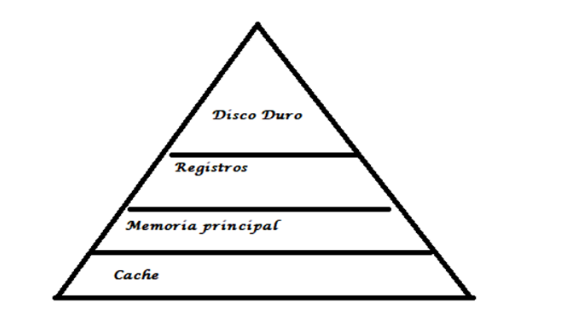 Disco Duro
Registros
Memoria principal
Cache